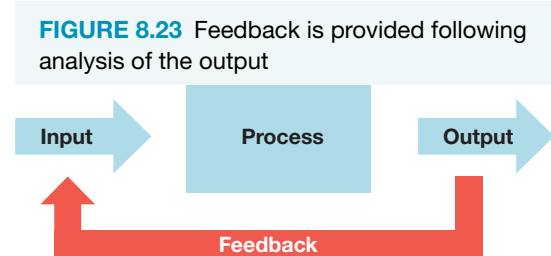 FIGURE 8.23 Feedback is provided following
analysis of the output
Input
Process
Output
Feedback